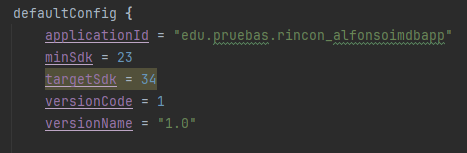 defaultConfig {
applicationId = "edu.pruebas.rincon_alfonsoimdbapp"
minSdk = 23
targetSdk = 34
versionCode = 1
versionName = "1.0"